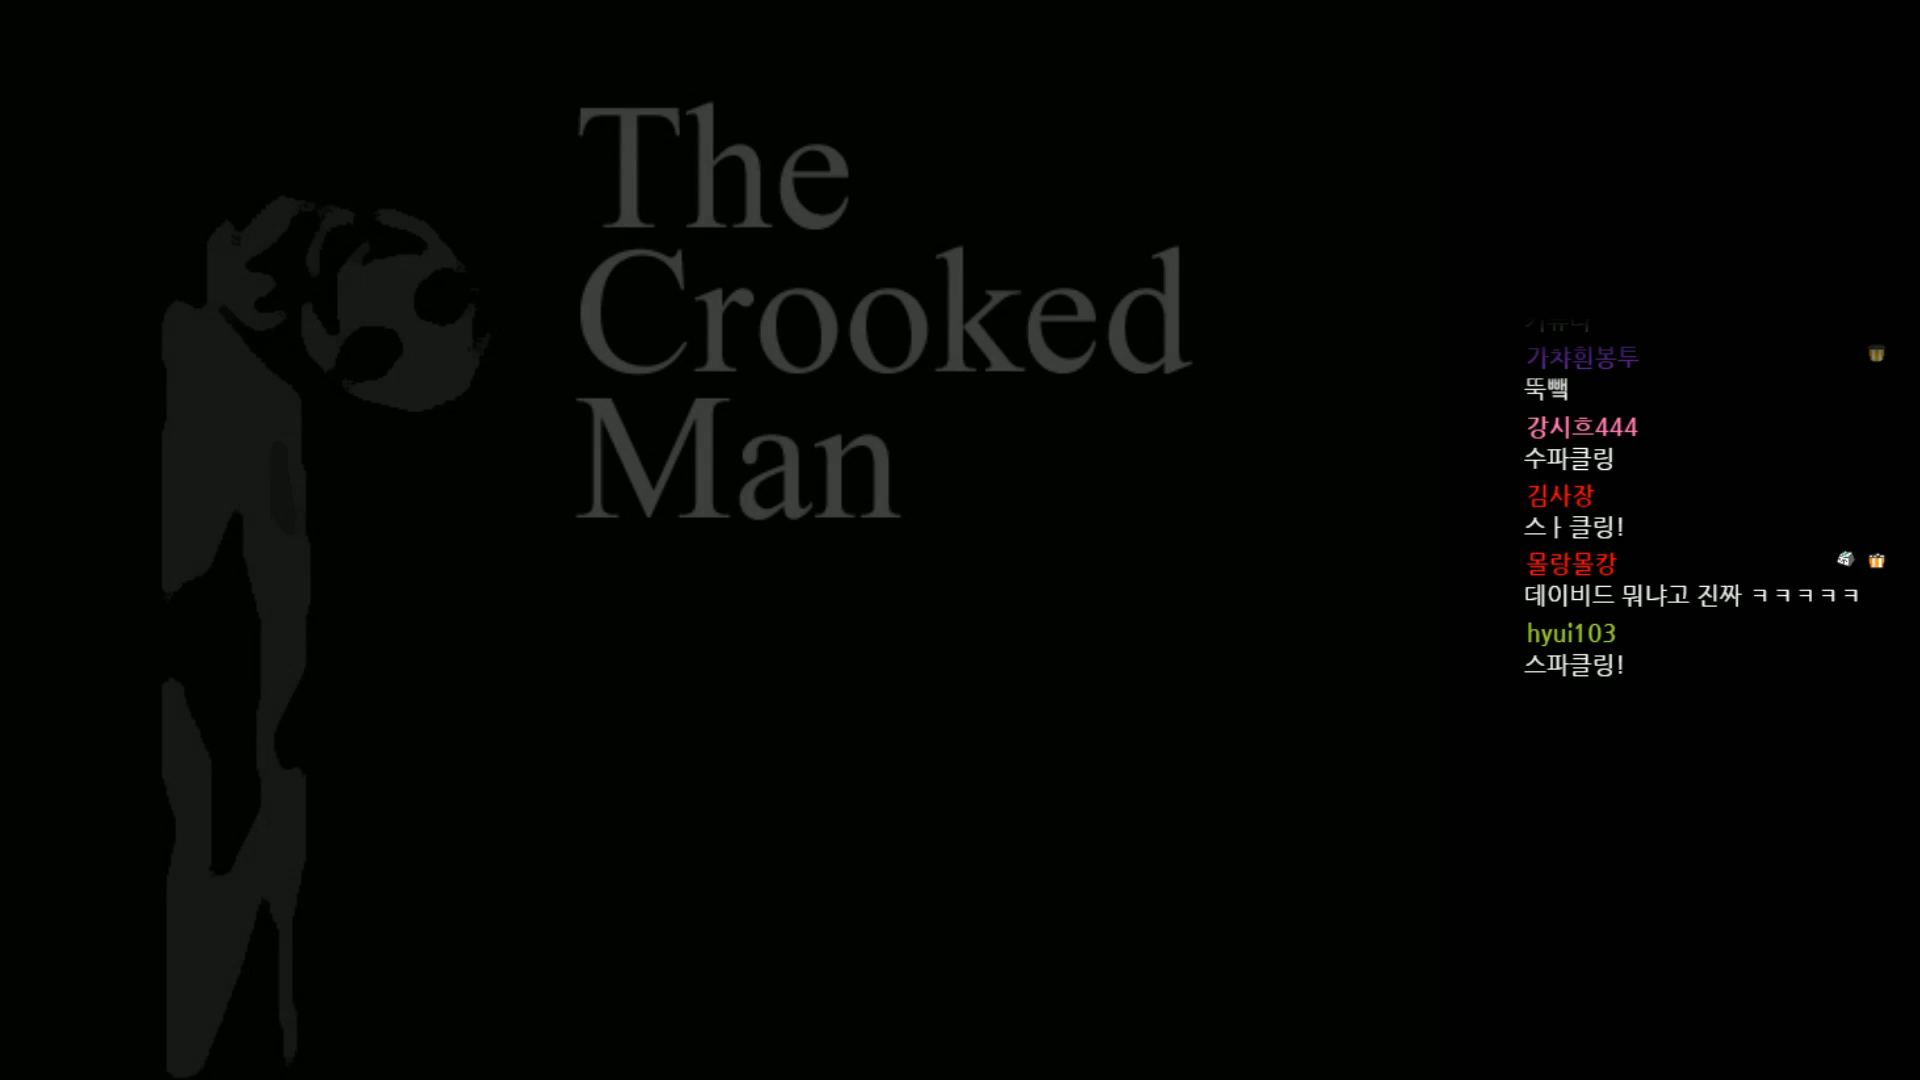 The
Crooked
Man
가챠흰봉투
뚝빽
강시흐444
수파클링
김사장
스ㅏ클링!
몰랑몰캉
데이비드 뭐냐고 진짜 ㅋㅋㅋㅋㅋ
hyui103
스파클링!